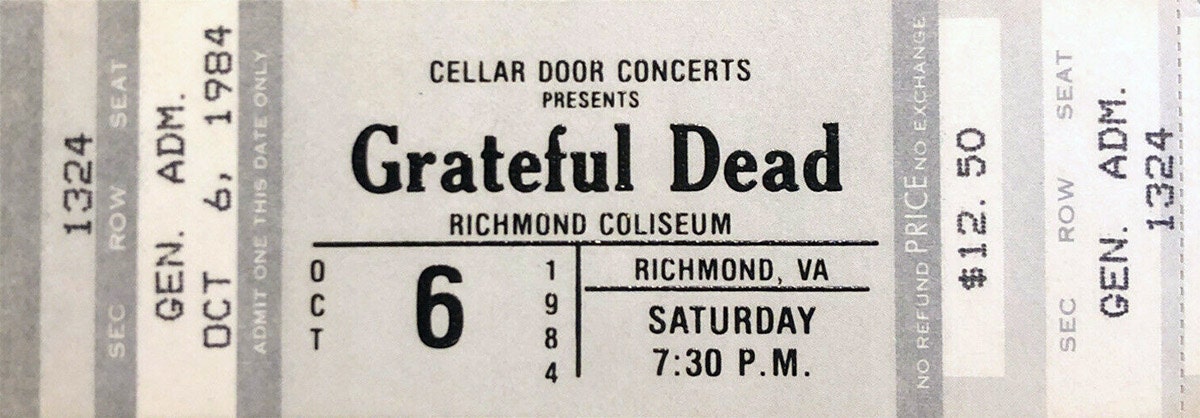 1324
SEC ROW SEAT
GEN. ADM.
OCT 6, 1984
ADMIT ONE THIS DATE ONLY
CELLAR DOOR CONCERTS
PRESENTS
Grateful Dead
RICHMOND COLISEUM
OCT
6
1984
RICHMOND, VA
SATURDAY
7:30 P.M.
NO REFUND PRICE NO EXCHANGE
$12.50
SEC ROW SEAT
GEN. ADM.
1324